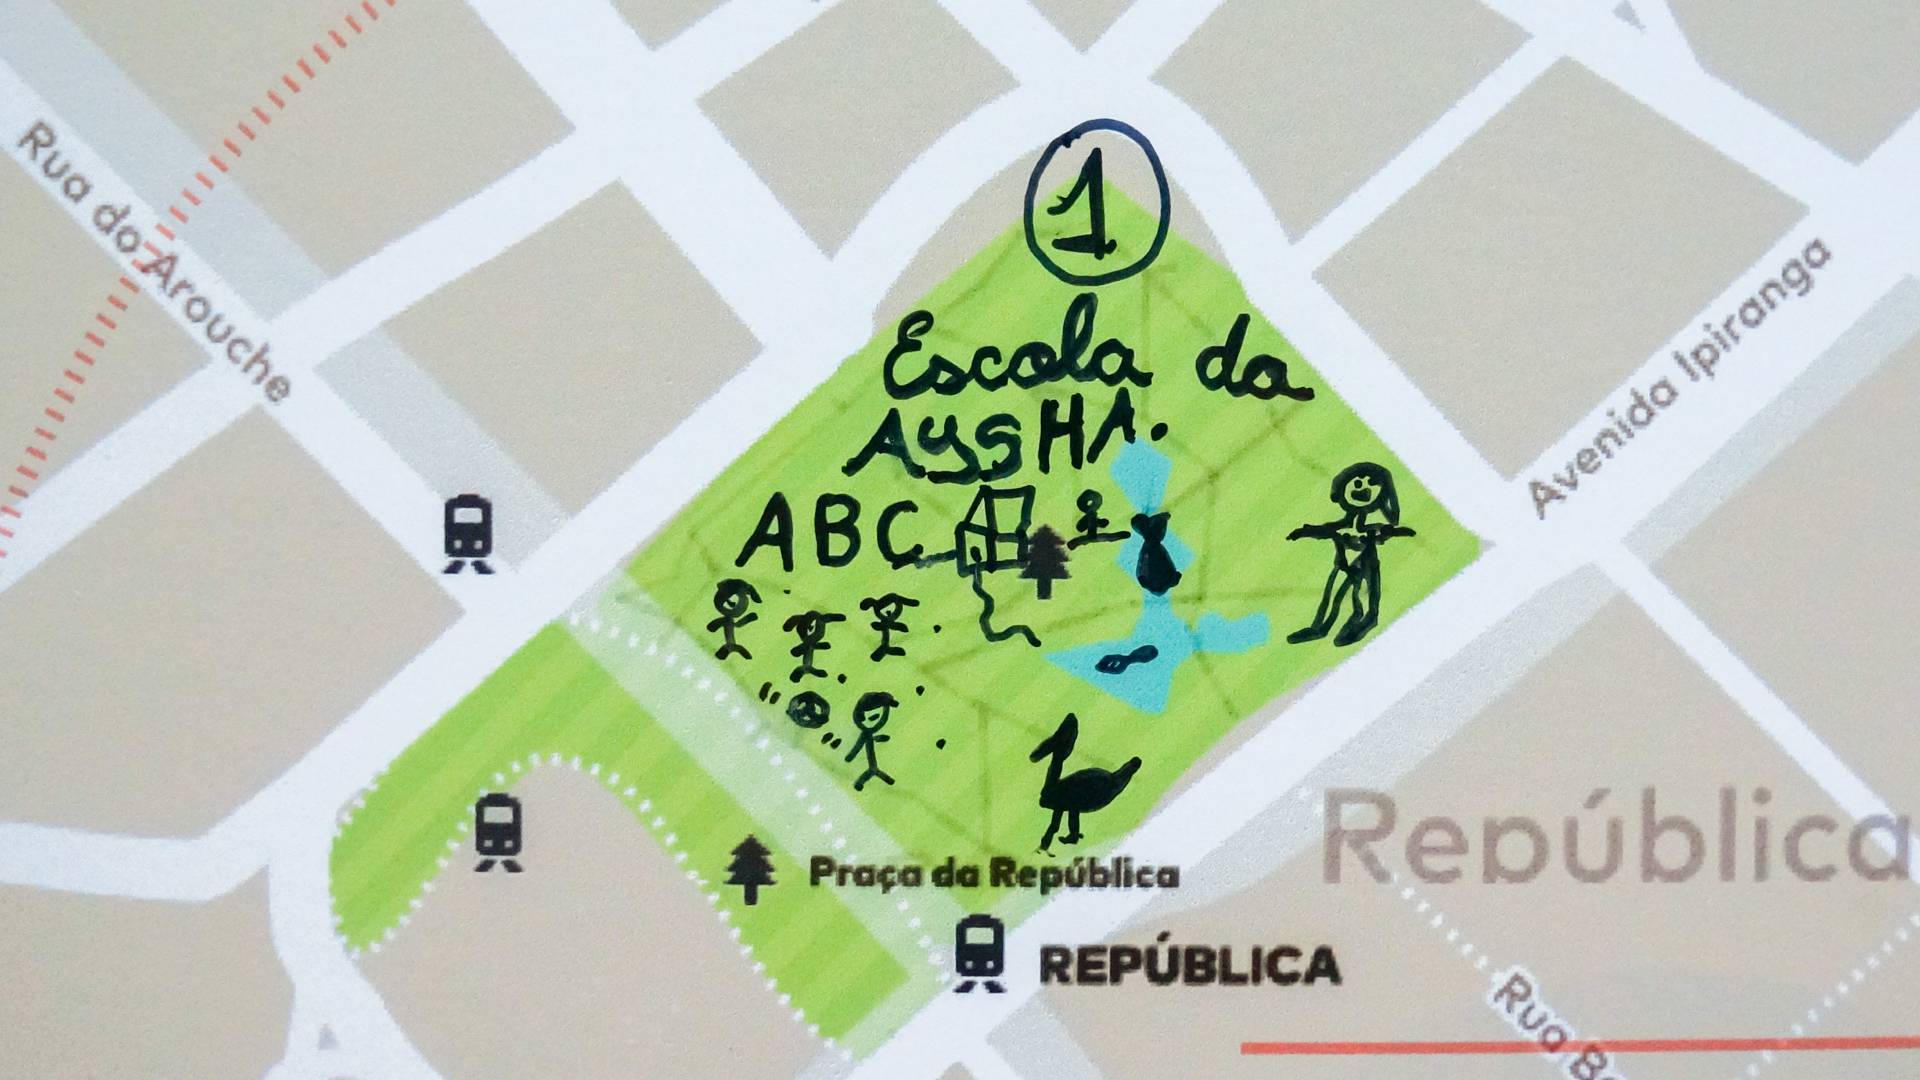 Rua do Arouche
1
Escola da
AYSHA.
ABC
Avenida Ipiranga
Praça da República
República
REPÚBLICA
Rua